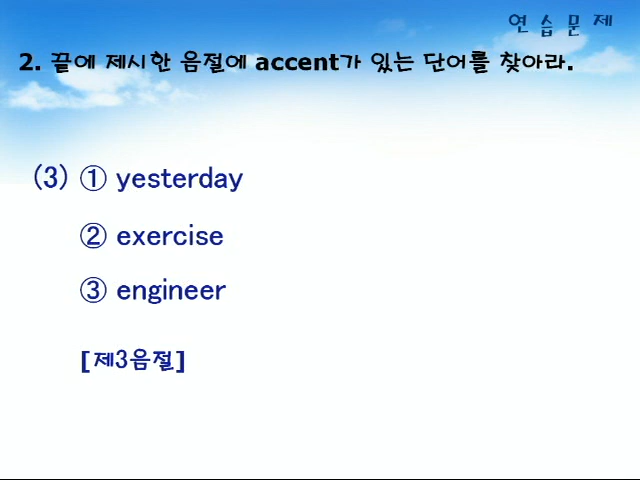 연습문제
2. 끝에 제시한 음절에 accent가 있는 단어를 찾아라.
(3) ① yesterday
② exercise
③ engineer
[제3음절]